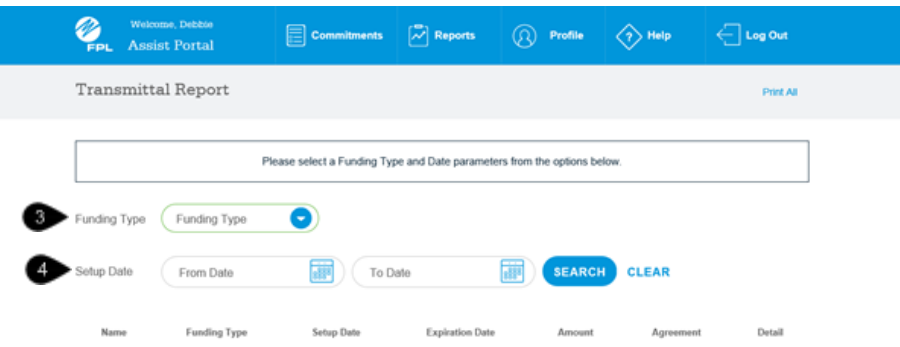 Welcome, Debbie
FPL Assist Portal
Commitments Reports Profile ? Help Log Out
Transmittal Report Print All
Please select a Funding Type and Date parameters from the options below.
3 Funding Type Funding Type
4 Setup Date From Date To Date SEARCH CLEAR
Name Funding Type Setup Date Expiration Date Amount Agreement Detail